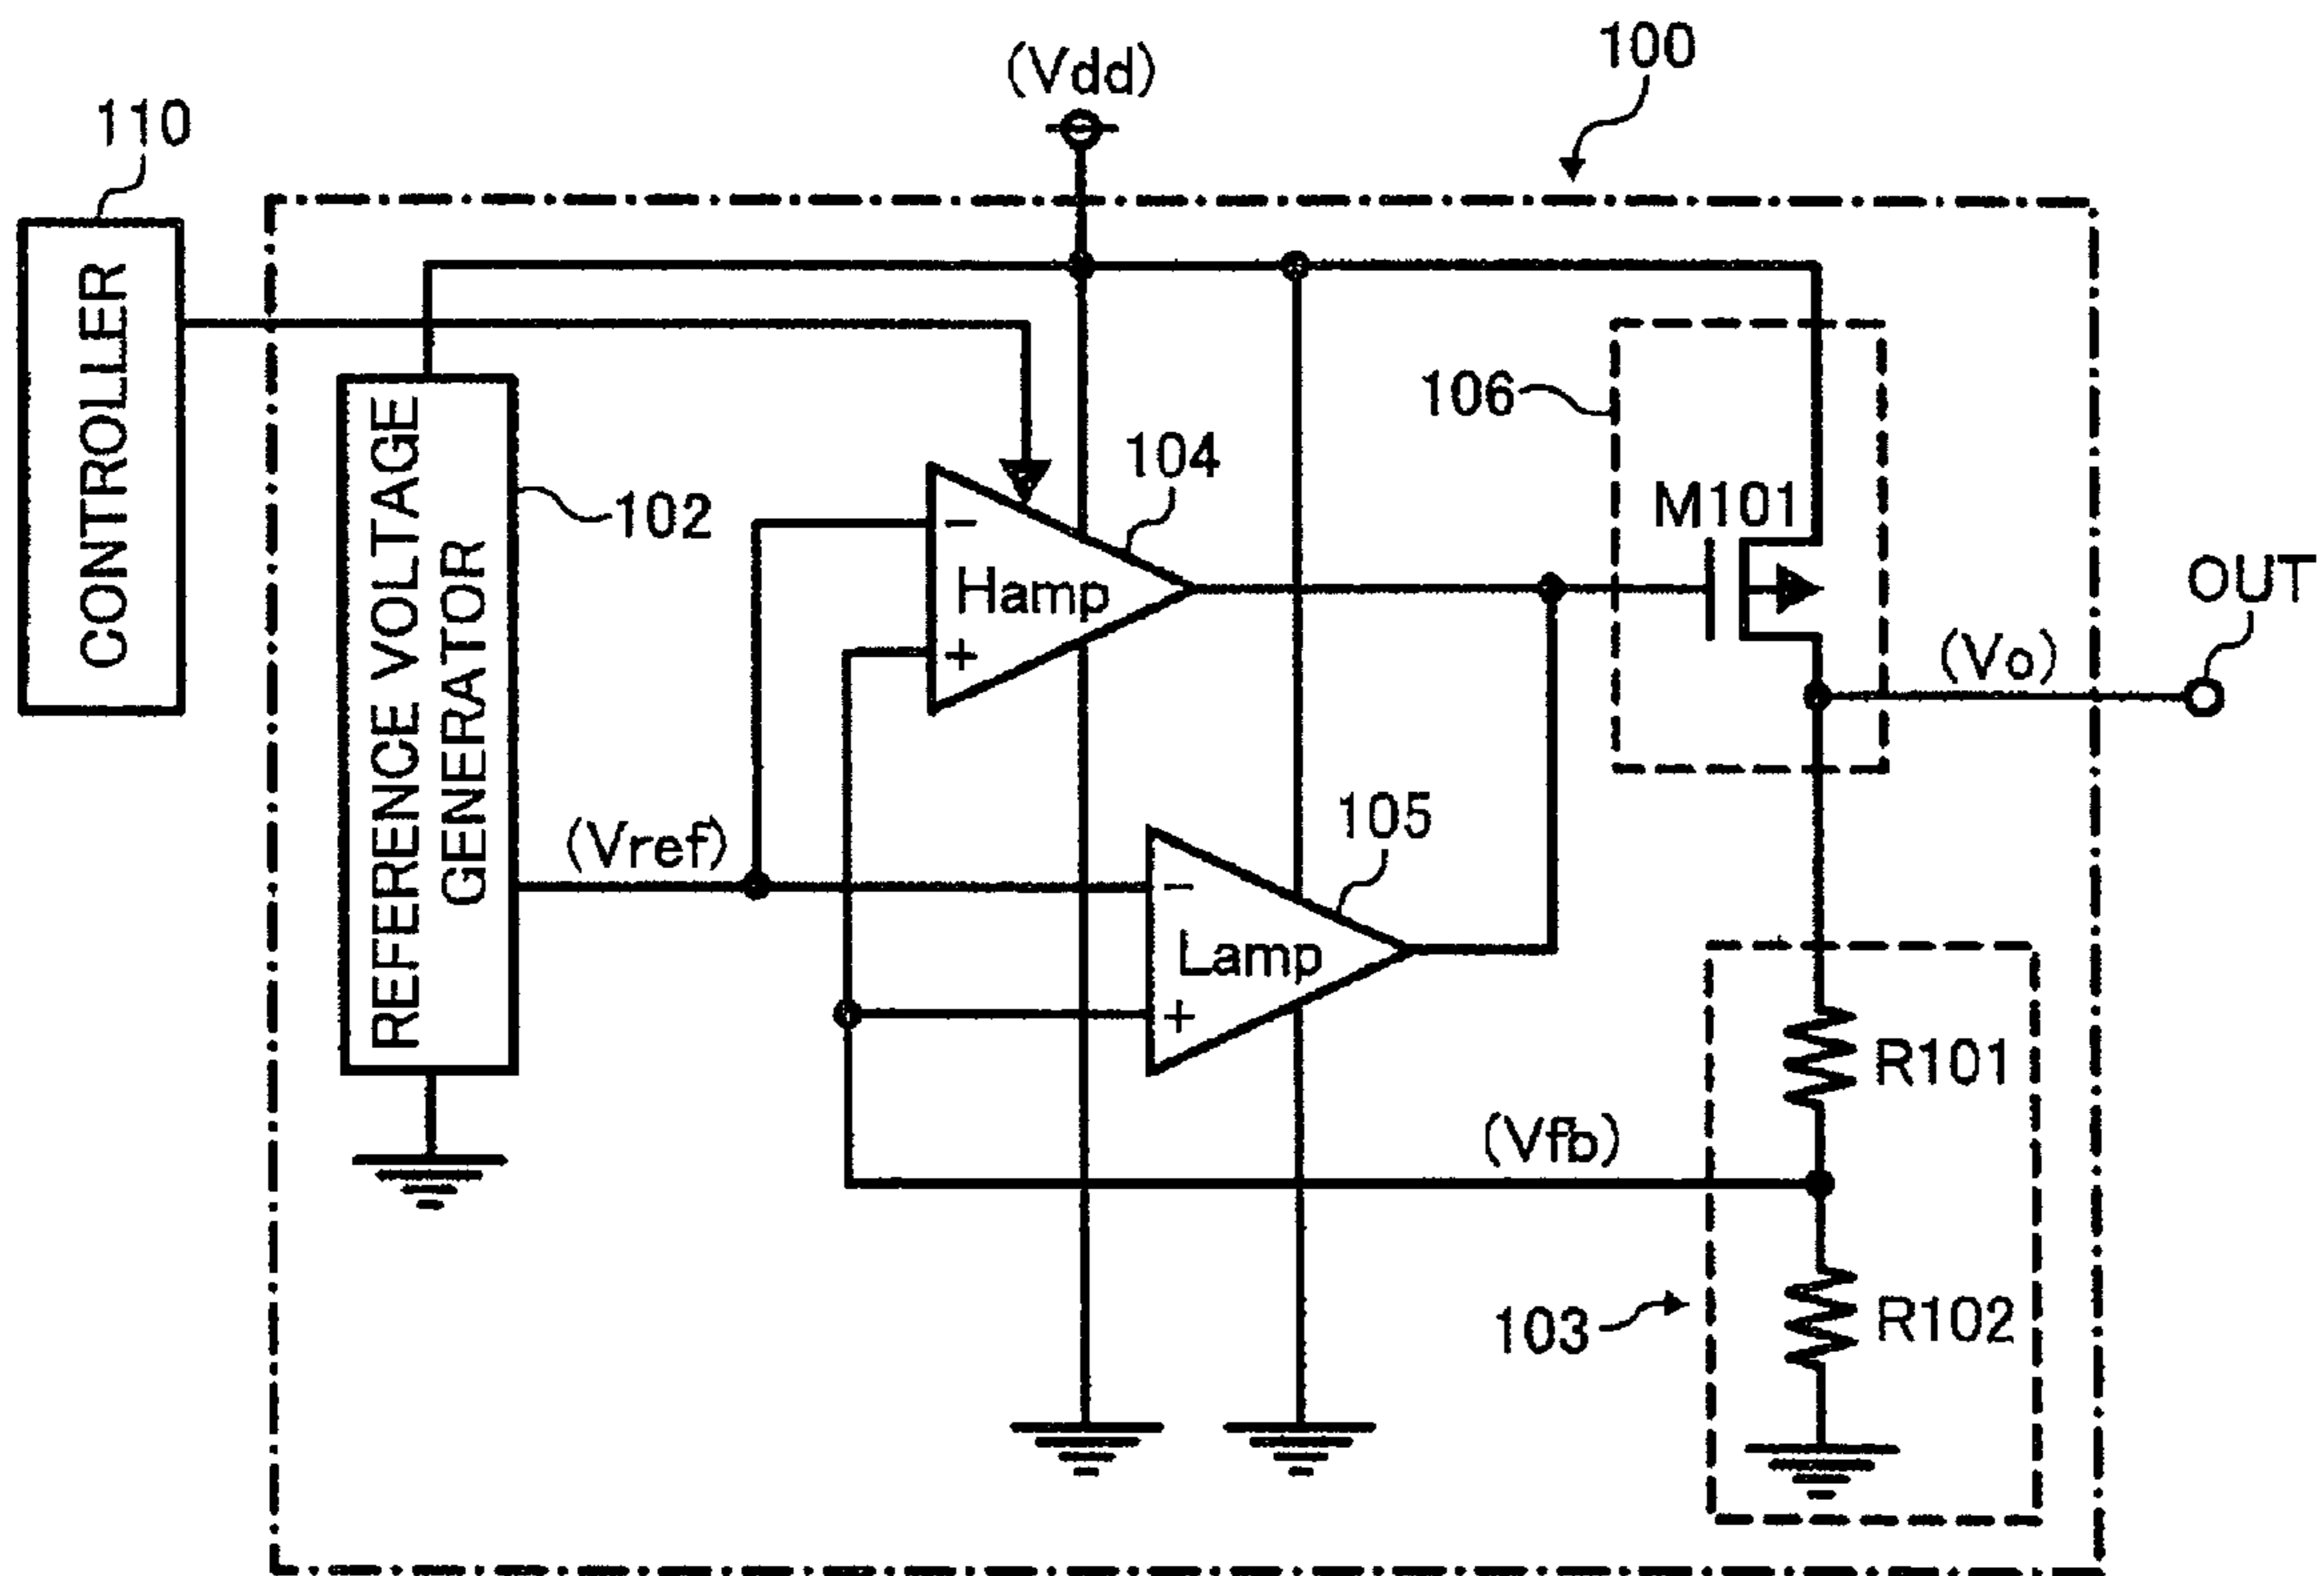 100
(Vdd)
110
CONTROLLER
REFERENCE VOLTAGE
GENERATOR
102
106
104
M101
- 
Hamp
+
OUT
(Vo)
105
(Vref)
-
Lamp
+
R101
(Vfb)
103
R102